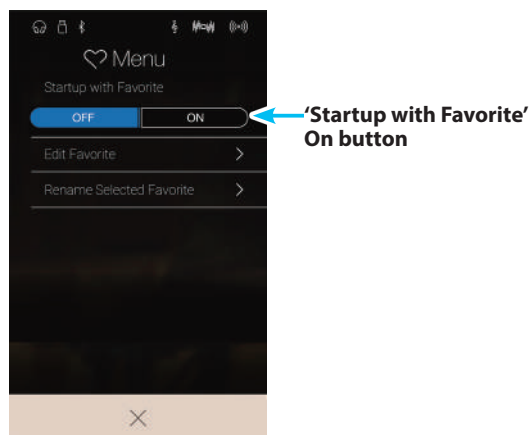 Menu
Startup with Favorite
OFF ON
Edit Favorite
Rename Selected Favorite
‘Startup with Favorite’
On button